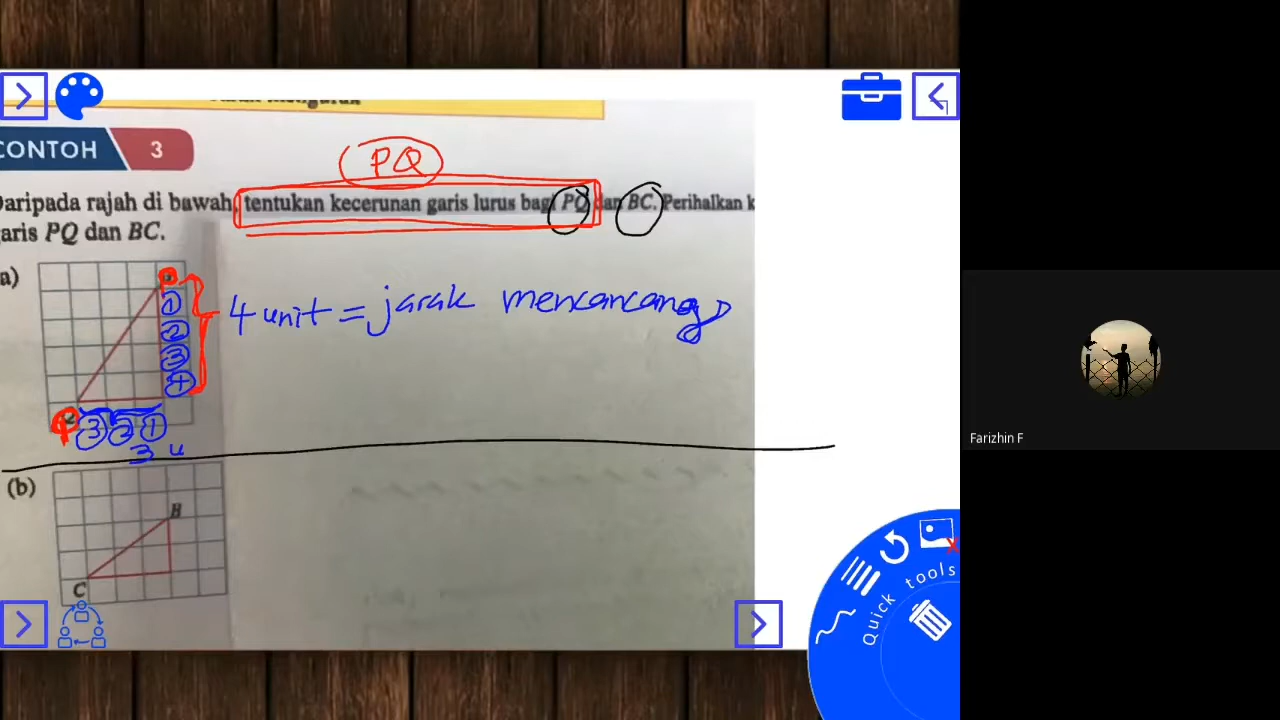 CONTOH 3
PQ
Daripada rajah di bawah, tentukan kecerunan garis lurus bagi PQ dan BC. Perihalkan k
garis PQ dan BC.
a)
1
2
3
4
4 unit = jarak mencancang
P 3 2 1
3 u
(b)
B
C
Quick tools
Farizhin F